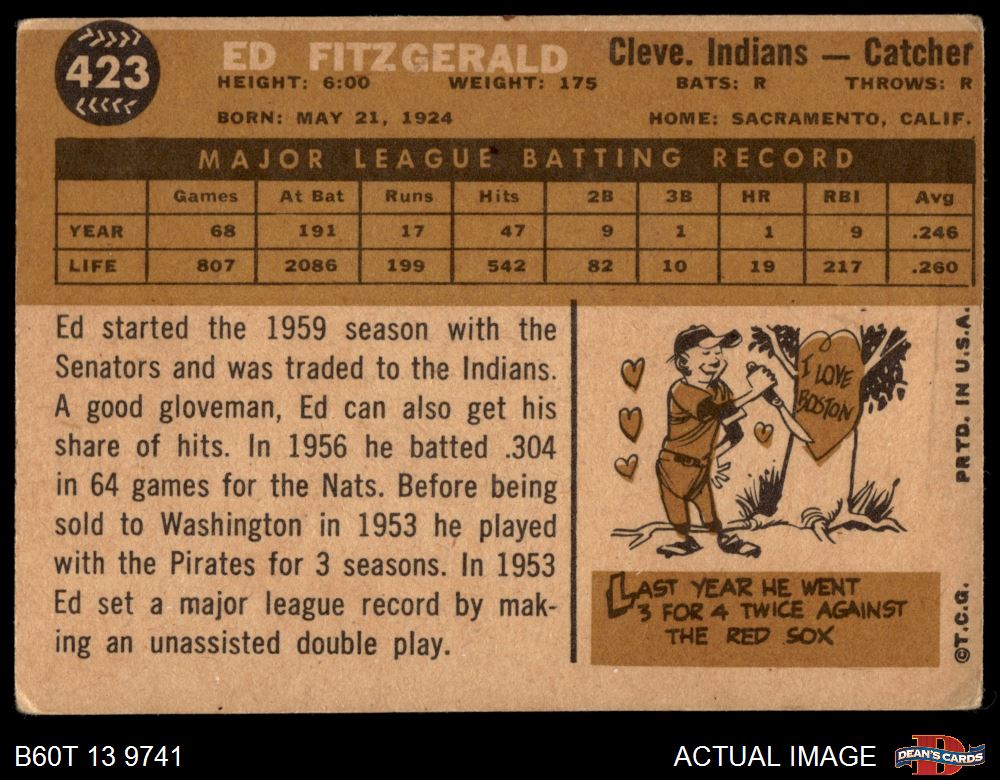 423
ED FITZGERALD
Cleve. Indians — Catcher
HEIGHT: 6:00 WEIGHT: 175 BATS: R THROWS: R
BORN: MAY 21, 1924 HOME: SACRAMENTO, CALIF.
MAJOR LEAGUE BATTING RECORD
Games At Bat Runs Hits 2B 3B HR RBI Avg
YEAR 68 191 17 47 9 1 1 9 .246
LIFE 807 2086 199 542 82 10 19 217 .260
Ed started the 1959 season with the
Senators and was traded to the Indians.
A good gloveman, Ed can also get his
share of hits. In 1956 he batted .304
in 64 games for the Nats. Before being
sold to Washington in 1953 he played
with the Pirates for 3 seasons. In 1953
Ed set a major league record by mak-
ing an unassisted double play.
I LOVE
BOSTON
LAST YEAR HE WENT
3 FOR 4 TWICE AGAINST
THE RED SOX
©T.C.G. PRTD. IN U.S.A.
B60T 13 9741
ACTUAL IMAGE
DEAN'S CARDS